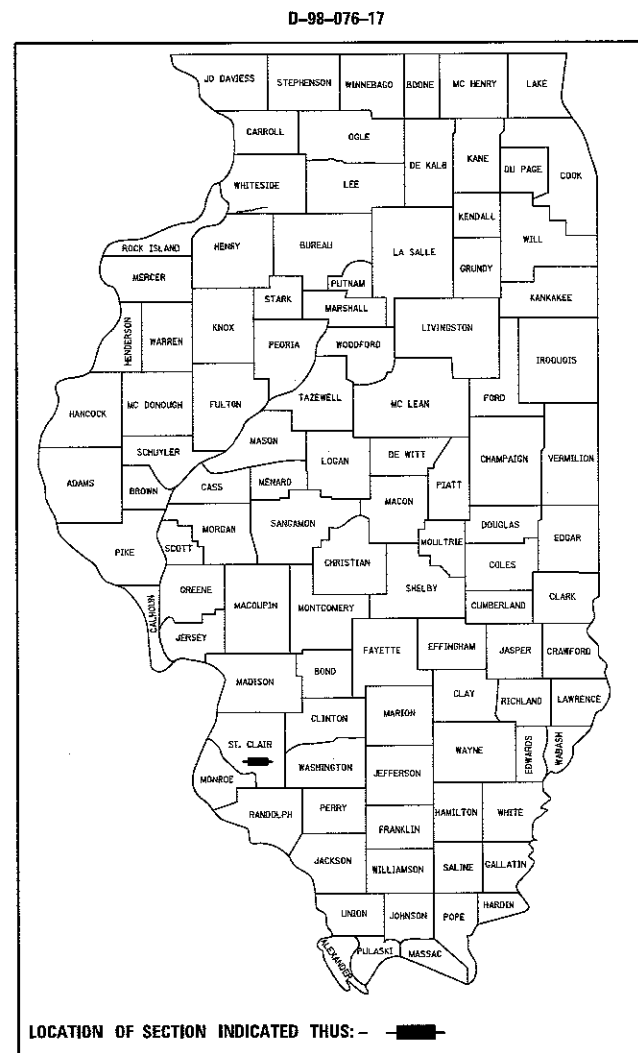 D-98-076-17
JO DAVIESS STEPHENSON WINNEBAGO BOONE MC HENRY LAKE
CARROLL OGLE
DE KALB KANE DU PAGE COOK
WHITESIDE LEE
KENDALL WILL
ROCK ISLAND HENRY BUREAU LA SALLE GRUNDY
MERCER PUTNAM
STARK MARSHALL KANKAKEE
HENDERSON WARREN KNOX PEORIA WOODFORD LIVINGSTON IROQUOIS
HANCOCK MC DONOUGH FULTON TAZEWELL MC LEAN FORD
MASON
SCHUYLER LOGAN DE WITT CHAMPAIGN VERMILION
ADAMS BROWN CASS MENARD PIATT
MACON
MORGAN SANGAMON DOUGLAS
PIKE SCOTT MOULTRIE EDGAR
CHRISTIAN COLES
GREENE SHELBY
CALHOUN MACOUPIN MONTGOMERY CUMBERLAND CLARK
JERSEY FAYETTE EFFINGHAM JASPER CRAWFORD
MADISON BOND
CLAY RICHLAND LAWRENCE
CLINTON MARION
ST. CLAIR WAYNE EDWARDS WABASH
MONROE WASHINGTON JEFFERSON
RANDOLPH PERRY HAMILTON WHITE
FRANKLIN
JACKSON WILLIAMSON SALINE GALLATIN
UNION JOHNSON POPE HARDIN
ALEXANDER PULASKI MASSAC
LOCATION OF SECTION INDICATED THUS: -